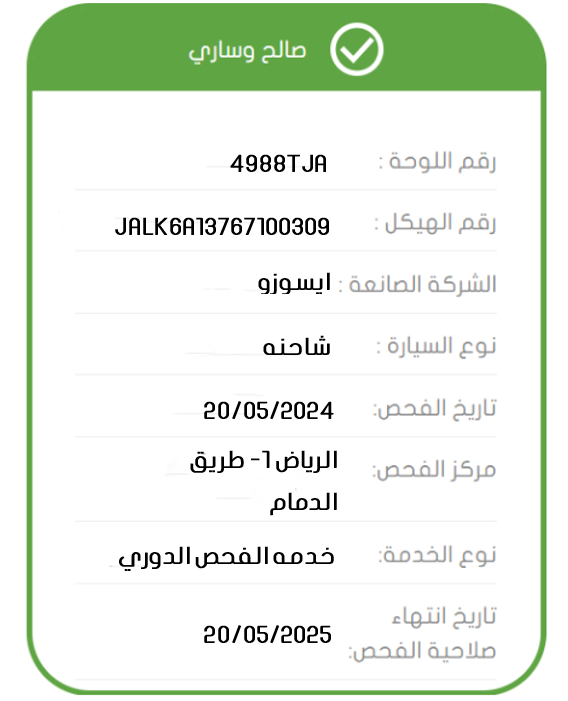 صالح وساري
رقم اللوحة : 4988TJA
رقم الهيكل : JALK6A13767100309
الشركة الصانعة : ايسوزو
نوع السيارة : شاحنه
تاريخ الفحص: 20/05/2024
مركز الفحص: الرياض 1- طريق
الدمام
نوع الخدمة: خدمه الفحص الدوري
تاريخ انتهاء
صلاحية الفحص: 20/05/2025